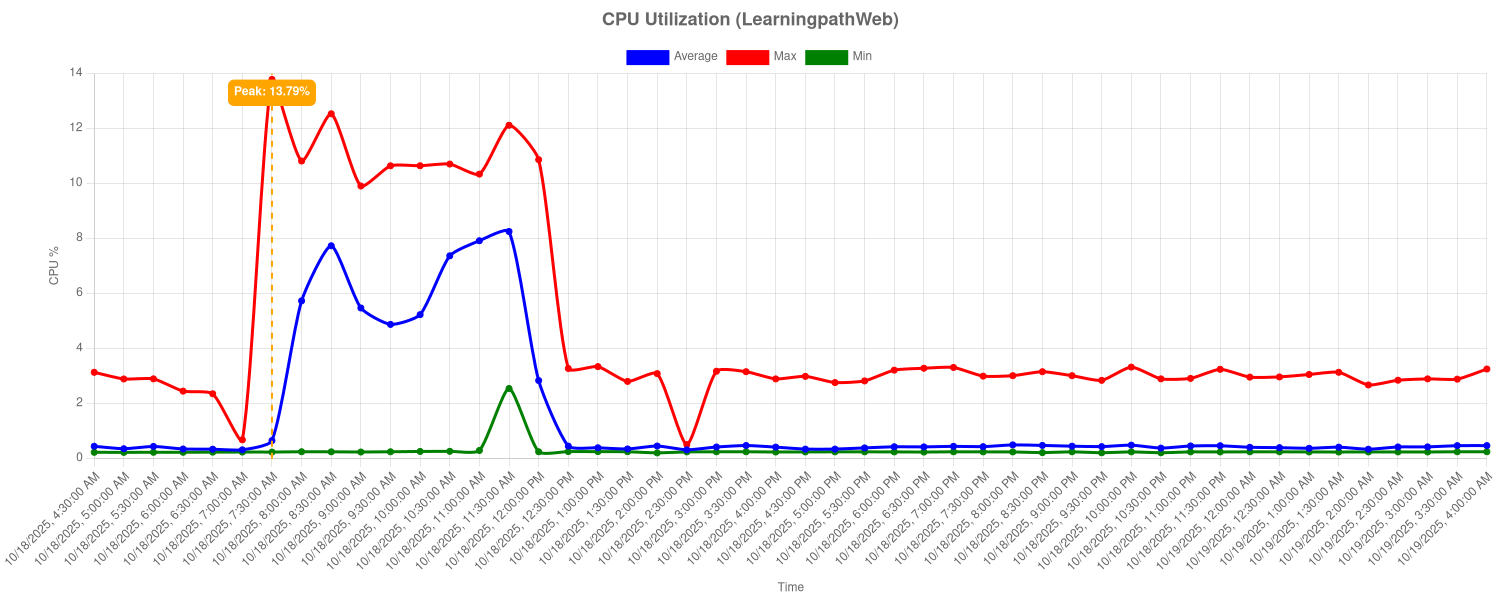 CPU Utilization (LearningpathWeb)
Average Max Min
14
Peak: 13.79%
12
10
8
CPU %
6
4
2
0
10/18/2025, 4:30:00 AM
10/18/2025, 5:00:00 AM
10/18/2025, 5:30:00 AM
10/18/2025, 6:00:00 AM
10/18/2025, 6:30:00 AM
10/18/2025, 7:00:00 AM
10/18/2025, 7:30:00 AM
10/18/2025, 8:00:00 AM
10/18/2025, 8:30:00 AM
10/18/2025, 9:00:00 AM
10/18/2025, 9:30:00 AM
10/18/2025, 10:00:00 AM
10/18/2025, 10:30:00 AM
10/18/2025, 11:00:00 AM
10/18/2025, 11:30:00 AM
10/18/2025, 12:00:00 PM
10/18/2025, 12:30:00 PM
10/18/2025, 1:00:00 PM
10/18/2025, 1:30:00 PM
10/18/2025, 2:00:00 PM
10/18/2025, 2:30:00 PM
10/18/2025, 3:00:00 PM
10/18/2025, 3:30:00 PM
10/18/2025, 4:00:00 PM
10/18/2025, 4:30:00 PM
10/18/2025, 5:00:00 PM
10/18/2025, 5:30:00 PM
10/18/2025, 6:00:00 PM
10/18/2025, 6:30:00 PM
10/18/2025, 7:00:00 PM
10/18/2025, 7:30:00 PM
10/18/2025, 8:00:00 PM
10/18/2025, 8:30:00 PM
10/18/2025, 9:00:00 PM
10/18/2025, 9:30:00 PM
10/18/2025, 10:00:00 PM
10/18/2025, 10:30:00 PM
10/18/2025, 11:00:00 PM
10/18/2025, 11:30:00 PM
10/19/2025, 12:00:00 AM
10/19/2025, 12:30:00 AM
10/19/2025, 1:00:00 AM
10/19/2025, 1:30:00 AM
10/19/2025, 2:00:00 AM
10/19/2025, 2:30:00 AM
10/19/2025, 3:00:00 AM
10/19/2025, 3:30:00 AM
10/19/2025, 4:00:00 AM
Time